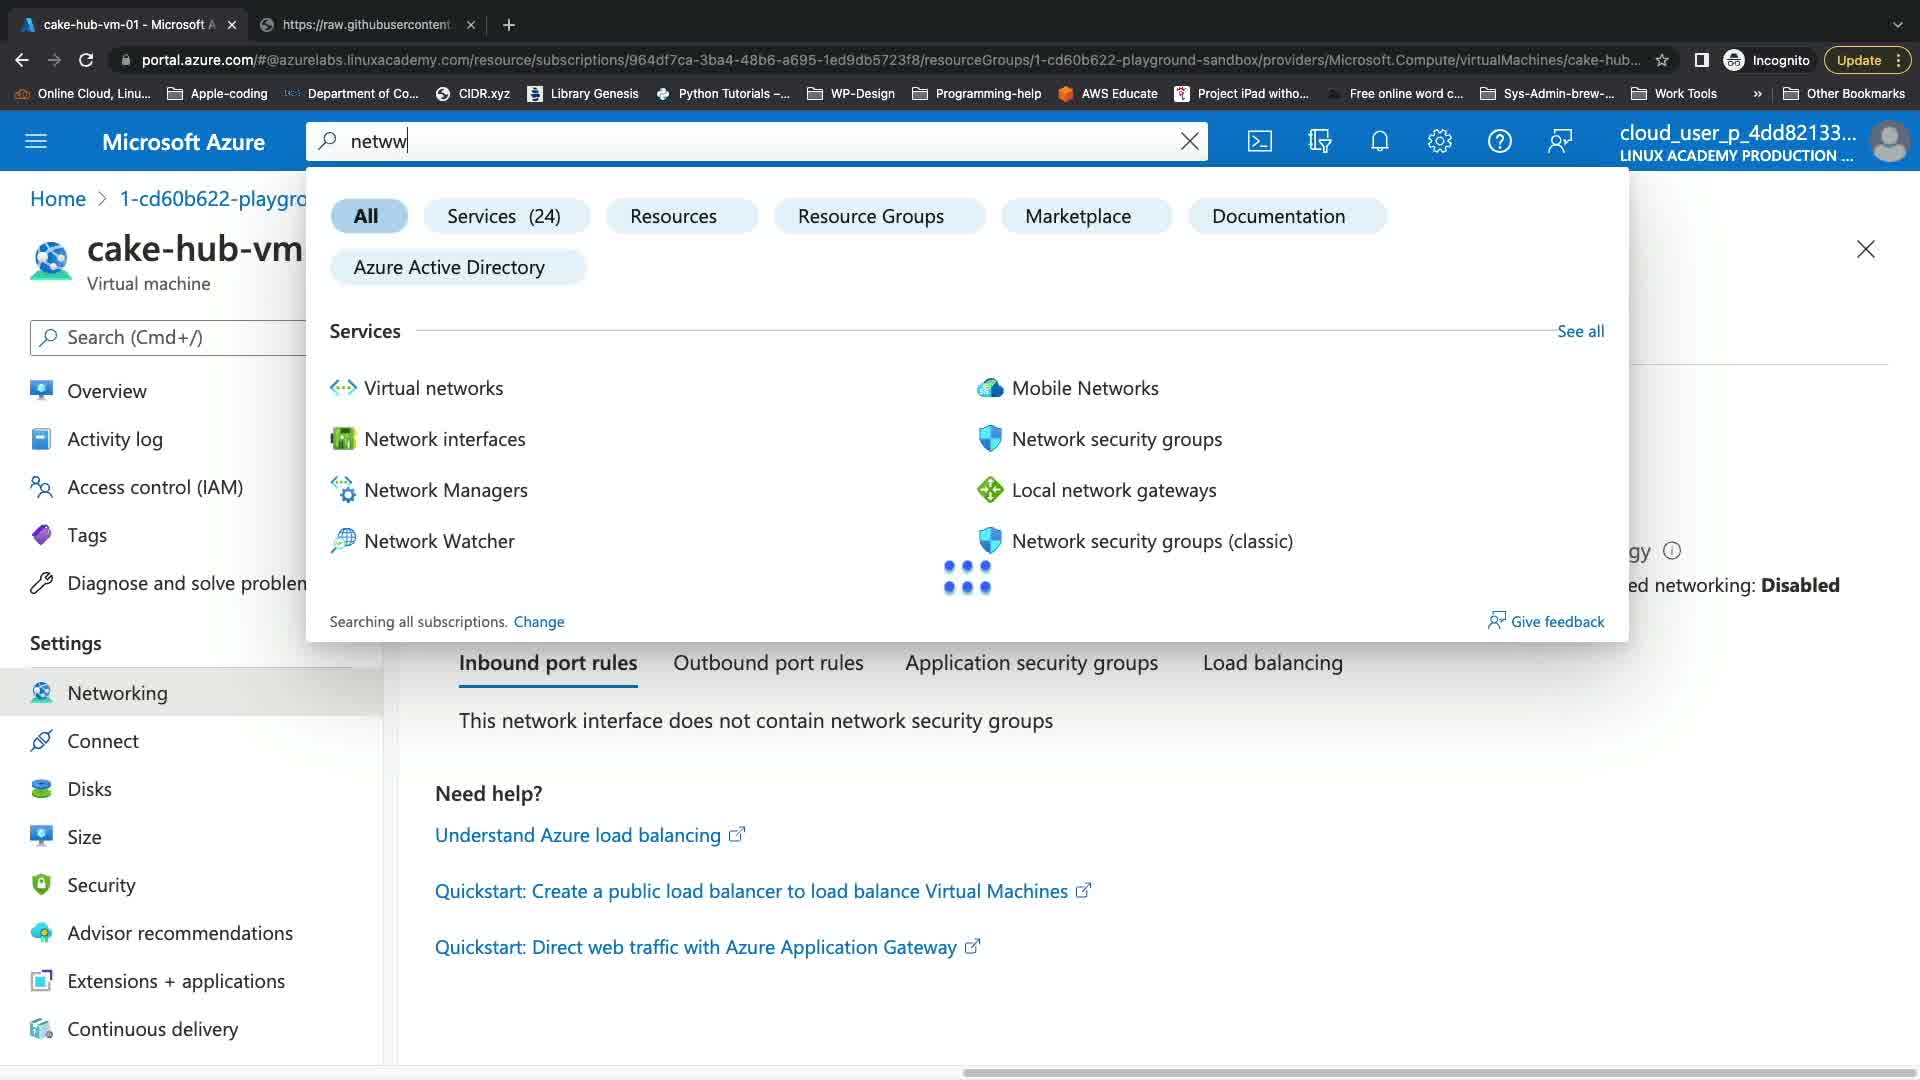 cake-hub-vm-01 - Microsoft A
https://raw.githubusercontent
portal.azure.com/#@azurelabs.linuxacademy.com/resource/subscriptions/964df7ca-3ba4-48b6-a695-1ed9db5723f8/resourceGroups/1-cd60b622-playground-sandbox/providers/Microsoft.Compute/virtualMachines/cake-hub...
Incognito
Update
Online Cloud, Linu...
Apple-coding
Department of Co...
CIDR.xyz
Library Genesis
Python Tutorials –...
WP-Design
Programming-help
AWS Educate
Project iPad witho...
Free online word c...
Sys-Admin-brew-...
Work Tools
»
Other Bookmarks
Microsoft Azure
netww
cloud_user_p_4dd82133...
LINUX ACADEMY PRODUCTION ...
Home > 1-cd60b622-playgro
cake-hub-vm
Virtual machine
Search (Cmd+/)
Overview
Activity log
Access control (IAM)
Tags
Diagnose and solve problem
Settings
Networking
Connect
Disks
Size
Security
Advisor recommendations
Extensions + applications
Continuous delivery
All
Services (24)
Resources
Resource Groups
Marketplace
Documentation
Azure Active Directory
Services
See all
Virtual networks
Mobile Networks
Network interfaces
Network security groups
Network Managers
Local network gateways
Network Watcher
Network security groups (classic)
Searching all subscriptions. Change
Give feedback
gy
ed networking: Disabled
Inbound port rules
Outbound port rules
Application security groups
Load balancing
This network interface does not contain network security groups
Need help?
Understand Azure load balancing
Quickstart: Create a public load balancer to load balance Virtual Machines
Quickstart: Direct web traffic with Azure Application Gateway